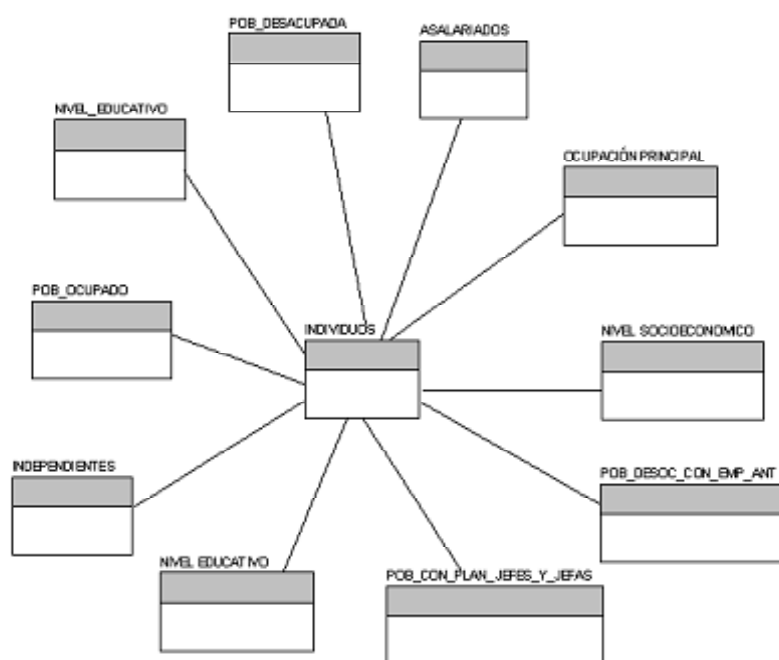 POB_DESACUPADA
ASALARIADOS
NIVEL_EDUCATIVO
OCUPACIÓN PRINCIPAL
POB_OCUPADO
INDIVIDUOS
NIVEL SOCIOECONOMICO
INDEPENDIENTES
POB_DESOC_CON_EMP_ANT
NIVEL EDUCATIVO
POB_CON_PLAN_JEFES_Y_JEFAS